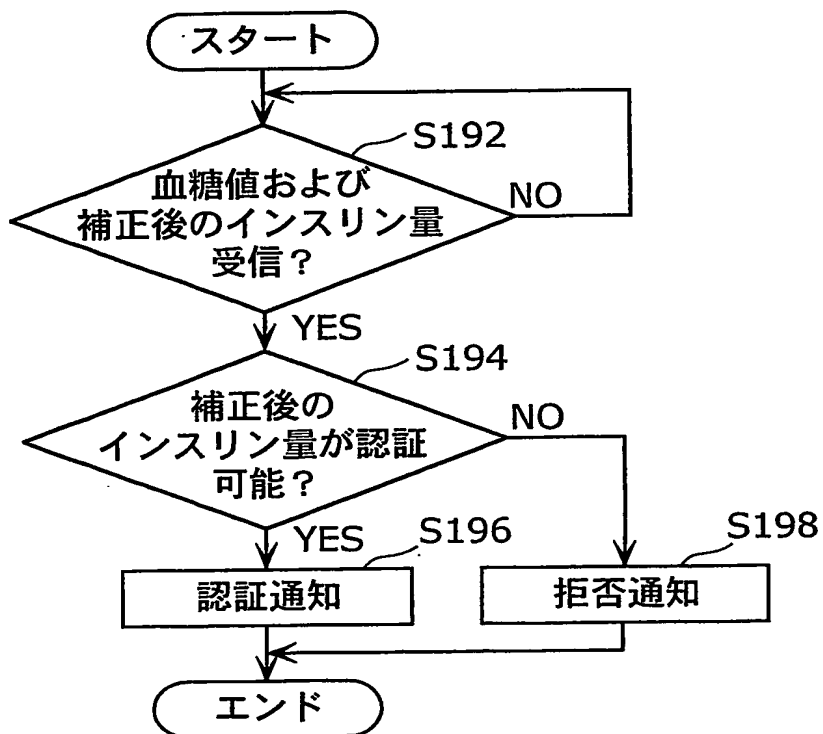 スタート
S192
血糖値および
補正後のインスリン量
受信？
NO
YES
S194
補正後の
インスリン量が認証
可能？
NO
YES
S196
S198
認証通知
拒否通知
エンド